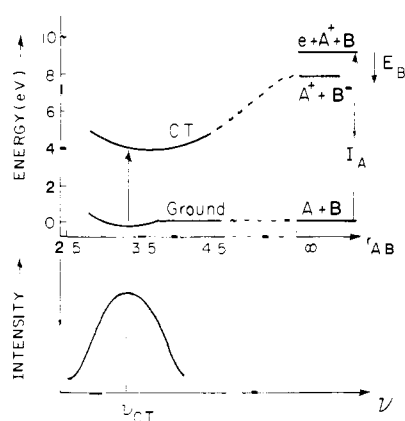 ENERGY (eV)
10
8
6
4
2
0
e + A⁺ + B
E_B
A⁺ + B⁻
CT
I_A
Ground
A + B
2 5
3 5
4 5
∞
r_AB
INTENSITY
ν_CT
ν